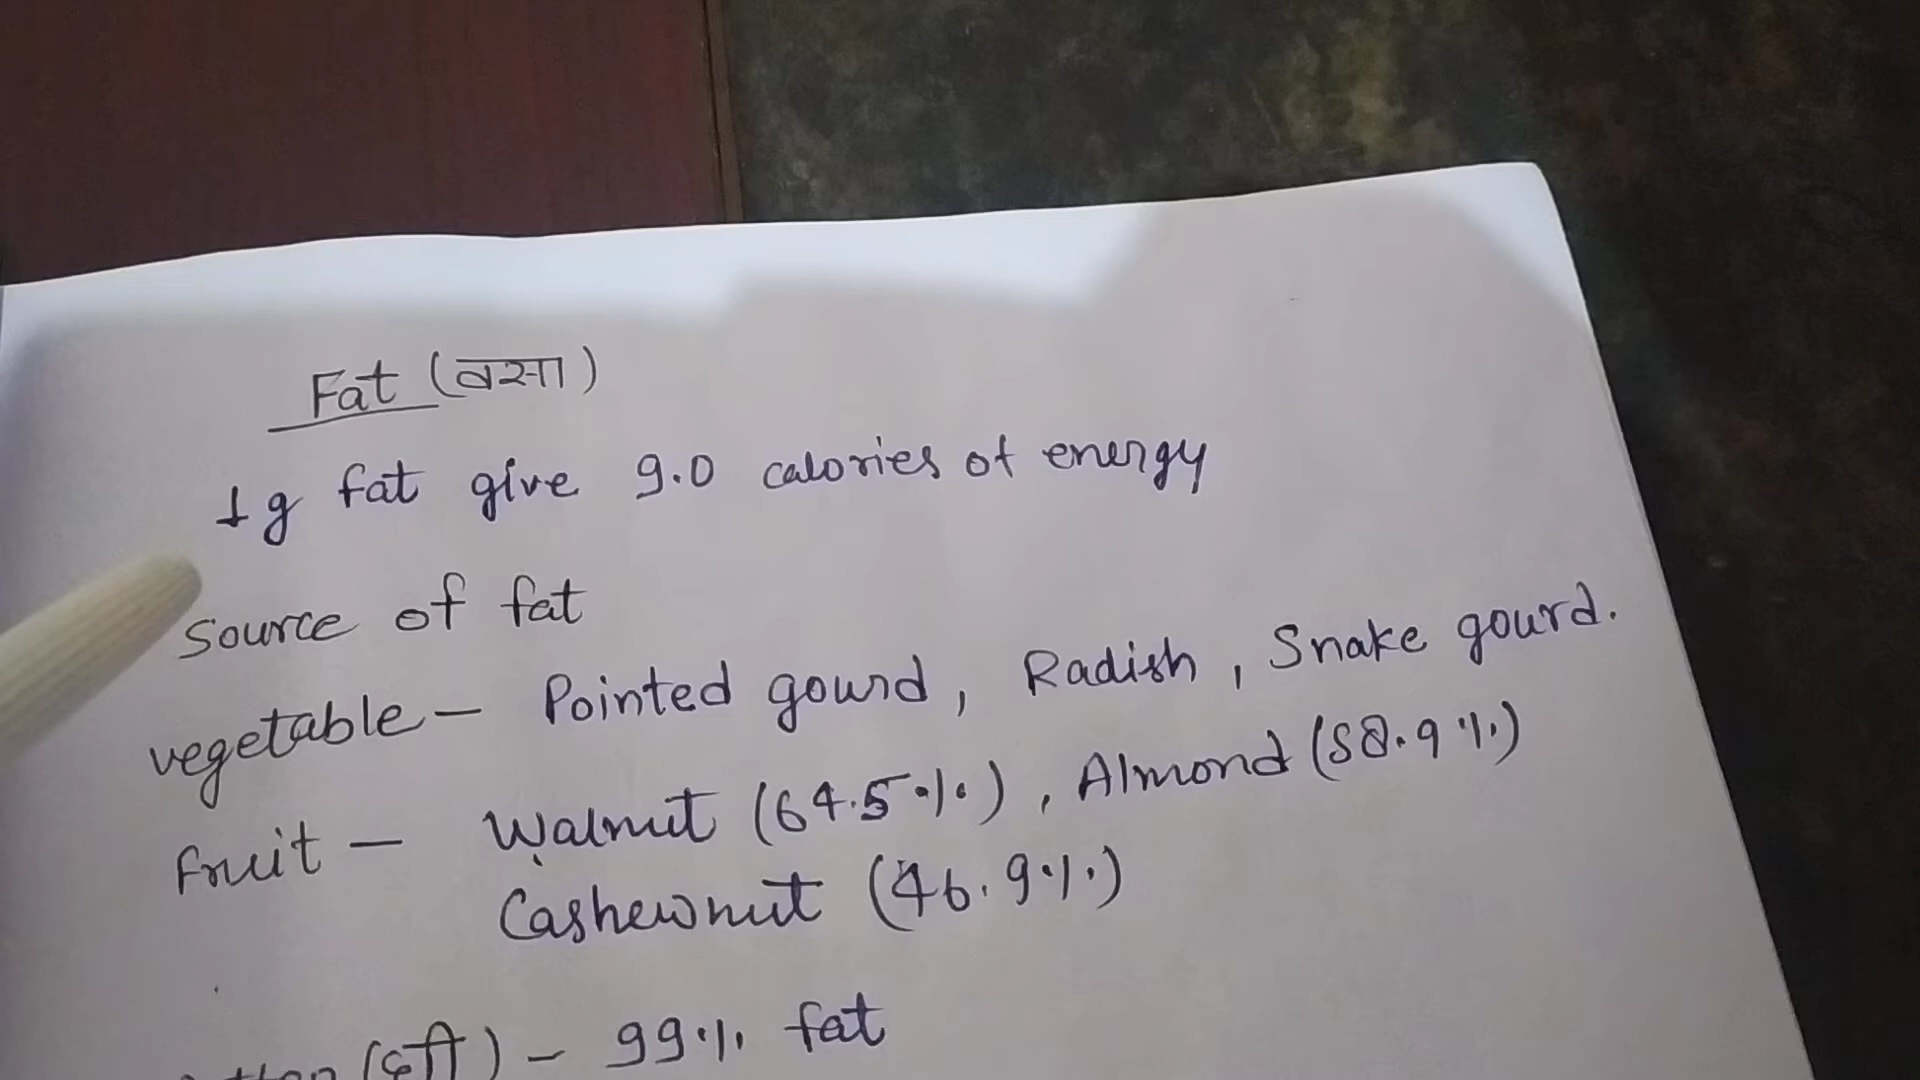 Fat (वसा)
1g fat give 9.0 calories of energy
Source of fat
vegetable - Pointed gourd, Radish, Snake gourd.
fruit - Walnut (64.5%), Almond (58.9%)
Cashewnut (46.9%)
- 99% fat